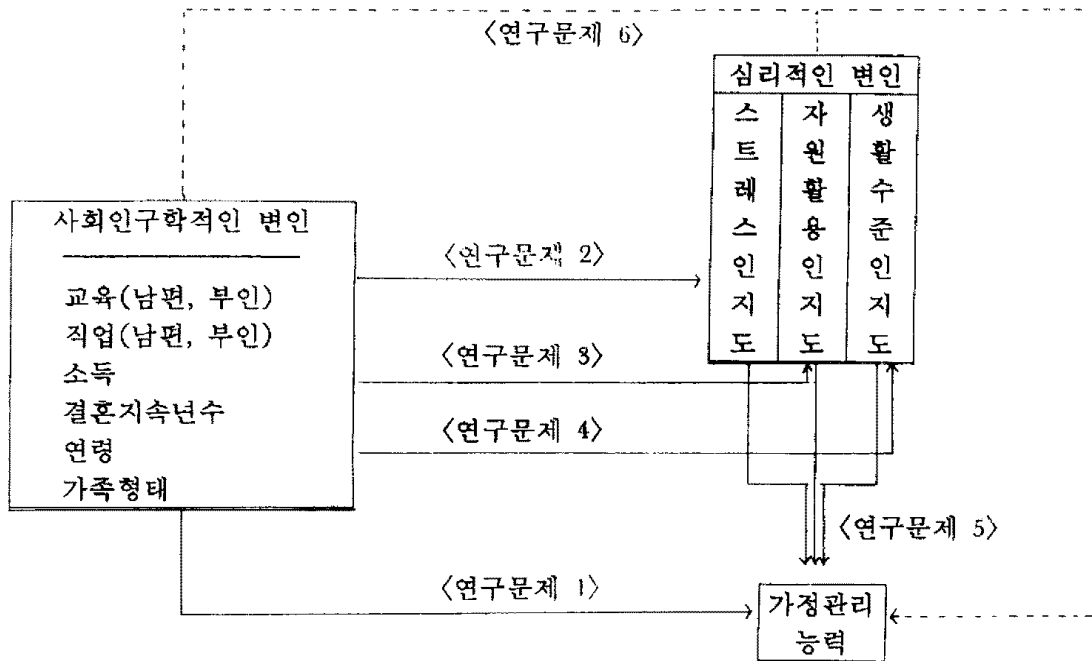 〈연구문제 6〉
심리적인 변인
스트레스인지도
자원활용인지도
생활수준인지도
사회인구학적인 변인
교육(남편, 부인)
직업(남편, 부인)
소득
결혼지속년수
연령
가족형태
〈연구문제 2〉
〈연구문제 3〉
〈연구문제 4〉
〈연구문제 5〉
〈연구문제 1〉
가정관리
능력